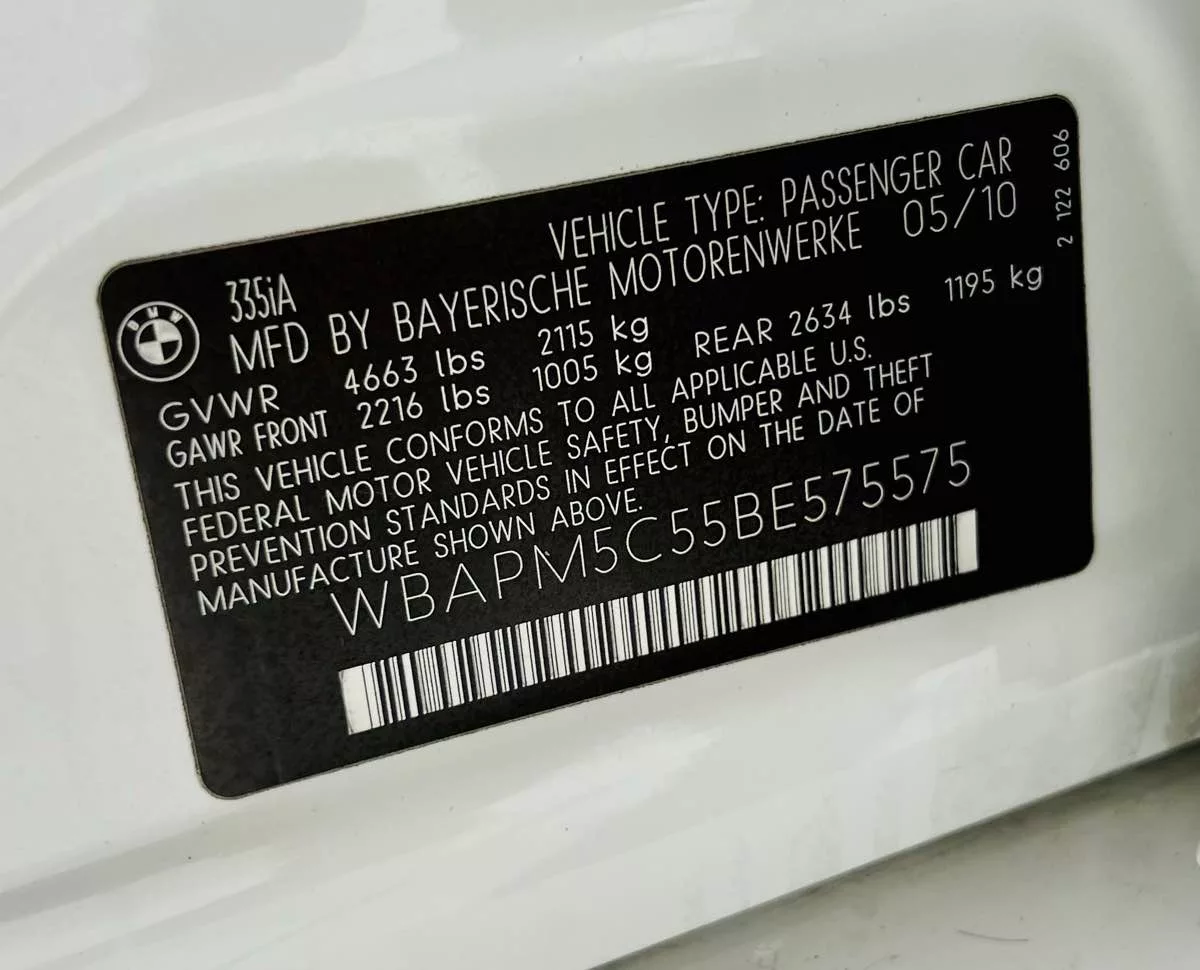 VEHICLE TYPE: PASSENGER CAR
335iA
MFD BY BAYERISCHE MOTORENWERKE 05/10
GVWR 4663 lbs 2115 kg
GAWR FRONT 2216 lbs 1005 kg REAR 2634 lbs 1195 kg
THIS VEHICLE CONFORMS TO ALL APPLICABLE U.S.
FEDERAL MOTOR VEHICLE SAFETY, BUMPER AND THEFT
PREVENTION STANDARDS IN EFFECT ON THE DATE OF
MANUFACTURE SHOWN ABOVE.
WBAPM5C55BE575575
2 122 606
BMW